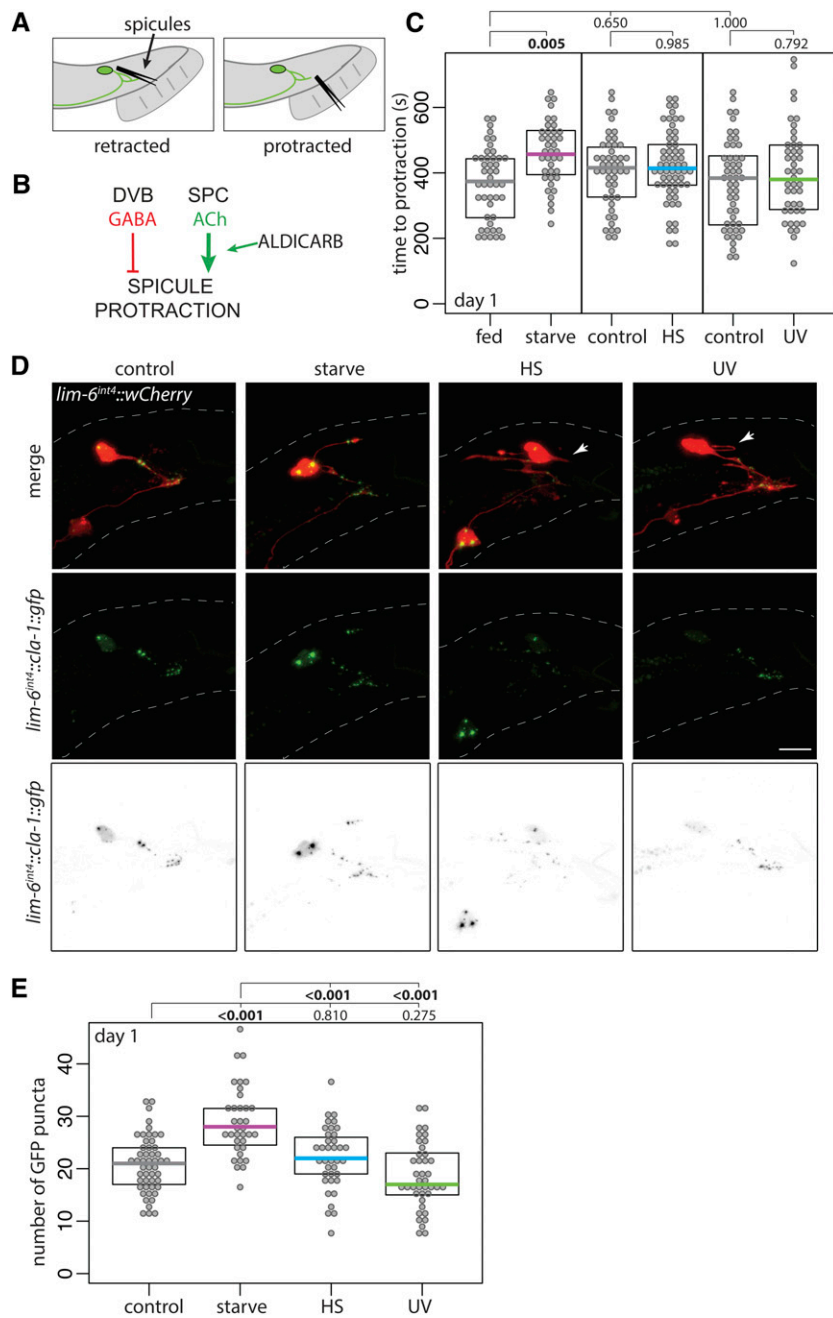 A
spicules
retracted
protracted
B
DVB
SPC
GABA
ACh
ALDICARB
SPICULE
PROTRACTION
C
0.650
1.000
0.005
0.985
0.792
time to protraction (s)
600
400
200
0
day 1
fed
starve
control
HS
control
UV
D
control
starve
HS
UV
lim-6int4::wCherry
merge
lim-6int4::cla-1::gfp
lim-6int4::cla-1::gfp
E
<0.001
<0.001
<0.001
0.810
0.275
day 1
number of GFP puncta
40
30
20
10
0
control
starve
HS
UV